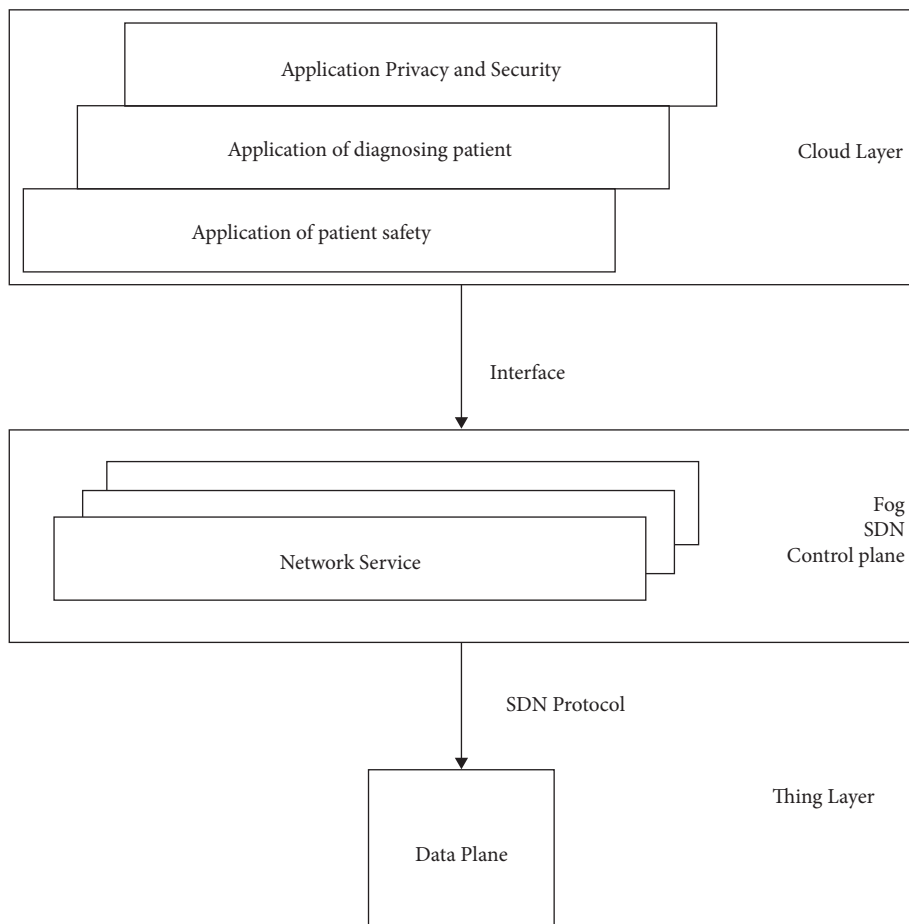 Application Privacy and Security
Application of diagnosing patient
Cloud Layer
Application of patient safety
Interface
Fog
SDN
Control plane
Network Service
SDN Protocol
Thing Layer
Data Plane